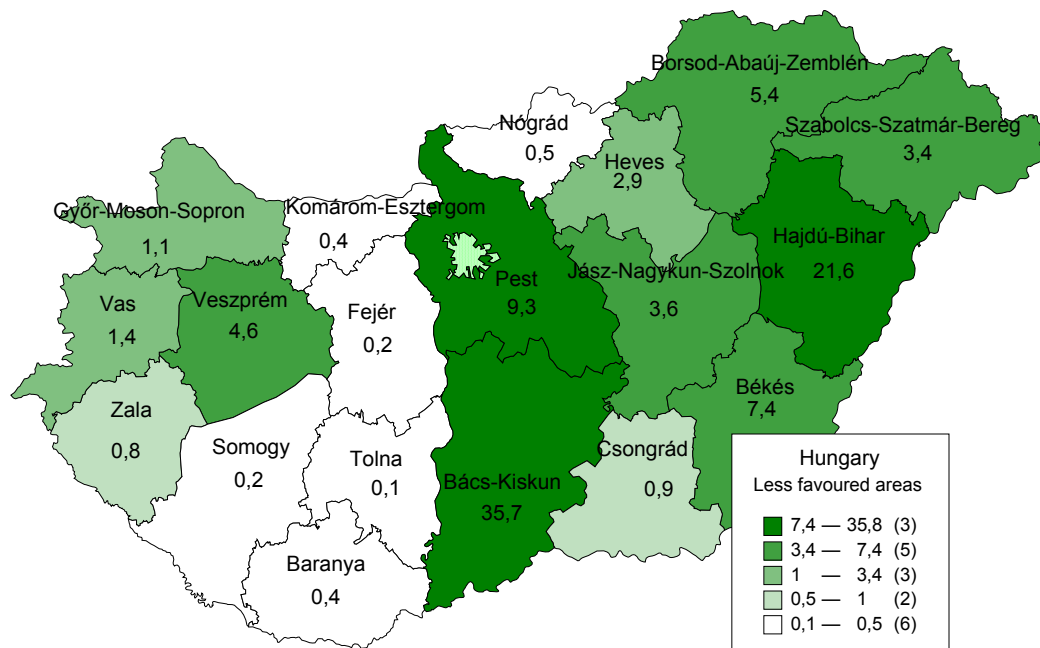 Borsod-Abaúj-Zemblén
5,4
Nógrád
0,5
Szabolcs-Szatmár-Bereg
3,4
Heves
2,9
Győr-Moson-Sopron
1,1
Komárom-Esztergom
0,4
Hajdú-Bihar
21,6
Pest
9,3
Jász-Nagykun-Szolnok
3,6
Vas
1,4
Veszprém
4,6
Fejér
0,2
Békés
7,4
Zala
0,8
Somogy
0,2
Tolna
0,1
Bács-Kiskun
35,7
Csongrád
0,9
Baranya
0,4
Hungary
Less favoured areas
7,4 — 35,8 (3)
3,4 — 7,4 (5)
1 — 3,4 (3)
0,5 — 1 (2)
0,1 — 0,5 (6)